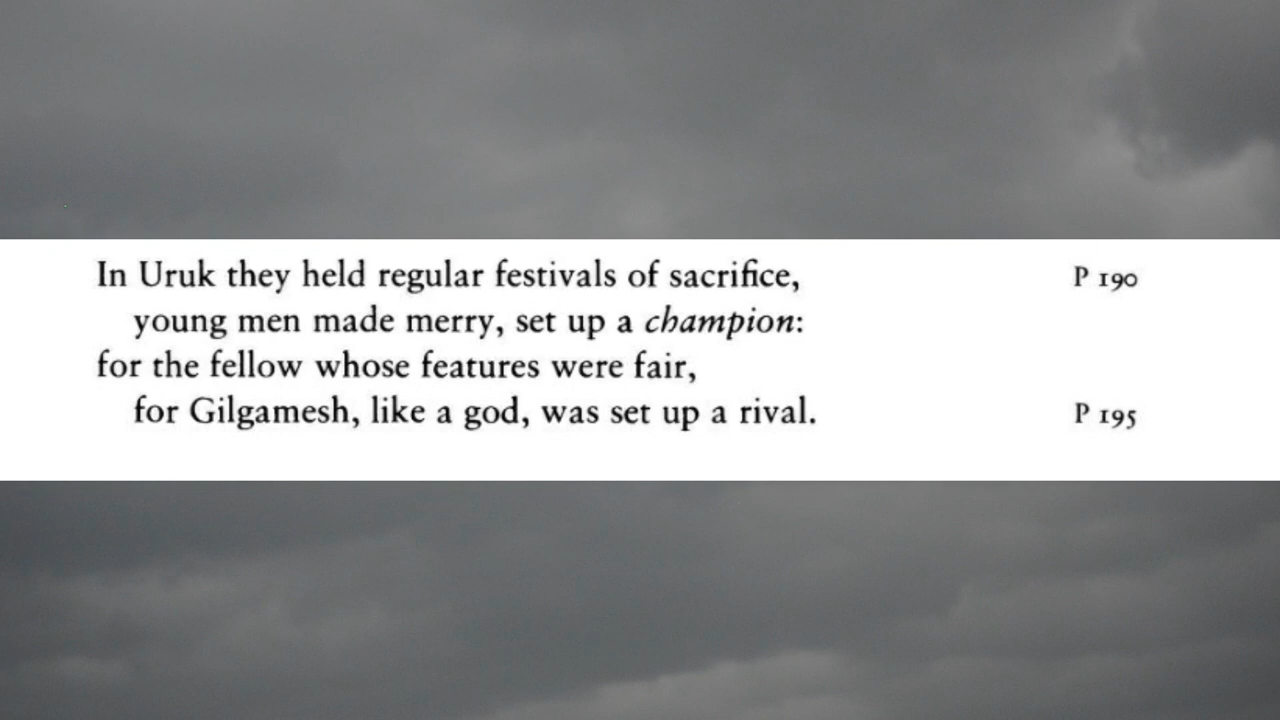 In Uruk they held regular festivals of sacrifice, P 190
young men made merry, set up a champion:
for the fellow whose features were fair,
for Gilgamesh, like a god, was set up a rival. P 195